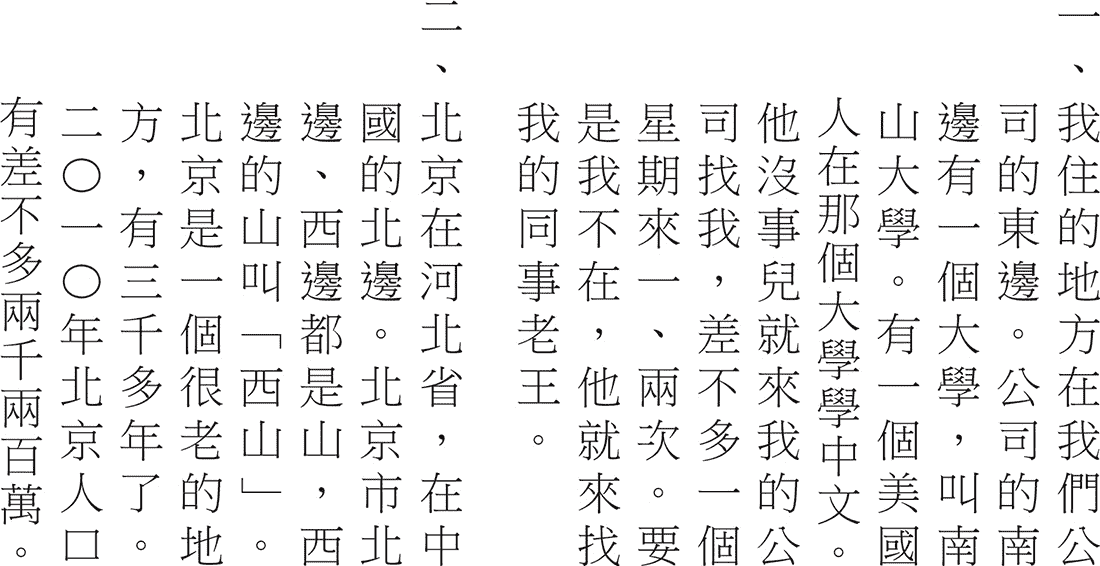 一、我住的地方在我們公
司的東邊。公司的南
邊有一個大學，叫南
山大學。有一個美國
人在那個大學學中文。
他沒事兒就來我的公
司找我，差不多一個
星期來一、兩次。要
是我不在，他就來找
我的同事老王。
二、北京在河北省，在中
國的北邊。北京市北
邊、西邊都是山，西
邊的山叫「西山」。
北京是一個很老的地
方，有三千多年了。
二〇一〇年北京人口
有差不多兩千兩百萬。